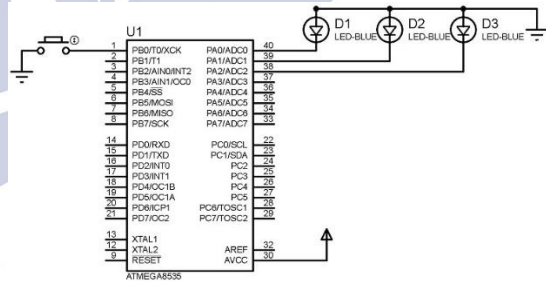 U1
1 PB0/T0/XCK PA0/ADC0 40
2 PB1/T1 PA1/ADC1 39
3 PB2/AIN0/INT2 PA2/ADC2 38
4 PB3/AIN1/OC0 PA3/ADC3 37
5 PB4/SS PA4/ADC4 36
6 PB5/MOSI PA5/ADC5 35
7 PB6/MISO PA6/ADC6 34
8 PB7/SCK PA7/ADC7 33
14 PD0/RXD PC0/SCL 22
15 PD1/TXD PC1/SDA 23
16 PD2/INT0 PC2 24
17 PD3/INT1 PC3 25
18 PD4/OC1B PC4 26
19 PD5/OC1A PC5 27
20 PD6/ICP1 PC6/TOSC1 28
21 PD7/OC2 PC7/TOSC2 29
13 XTAL1
12 XTAL2 AREF 32
9 RESET AVCC 30
ATMEGA8535
D1 D2 D3
LED-BLUE LED-BLUE LED-BLUE